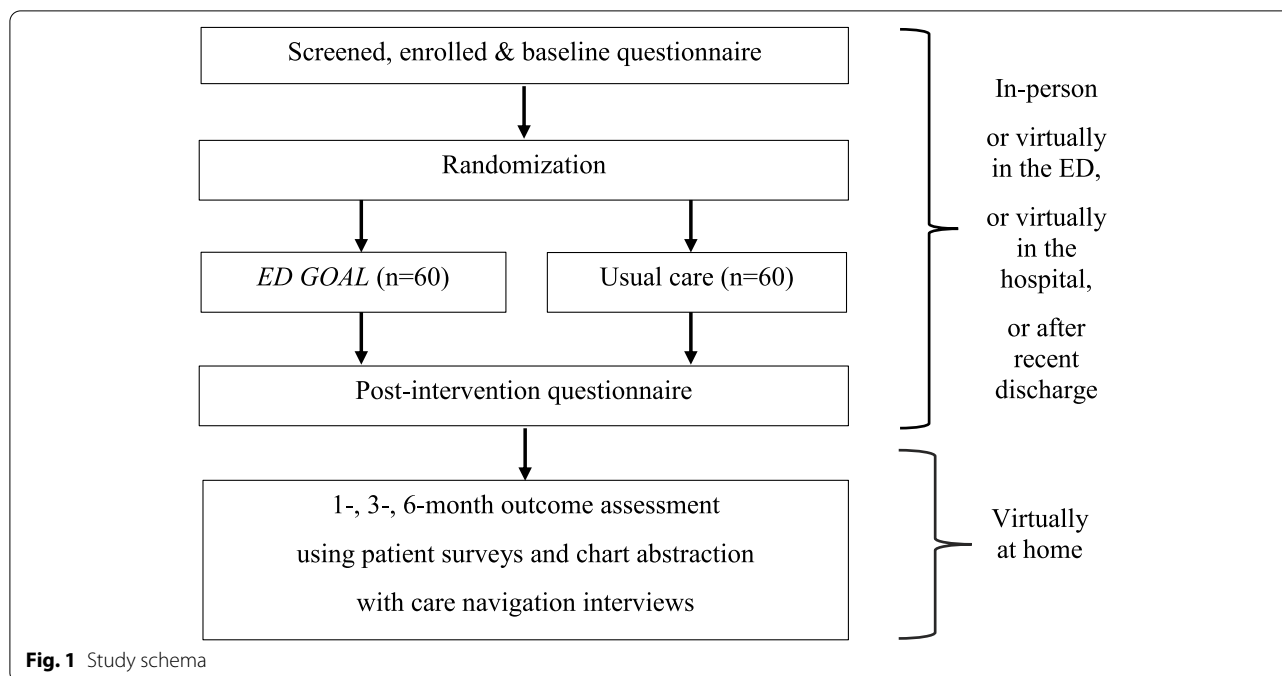 Screened, enrolled & baseline questionnaire
Randomization
ED GOAL (n=60)
Usual care (n=60)
Post-intervention questionnaire
1-, 3-, 6-month outcome assessment
using patient surveys and chart abstraction
with care navigation interviews
In-person
or virtually
in the ED,
or virtually
in the
hospital,
or after
recent
discharge
Virtually
at home
Fig. 1 Study schema